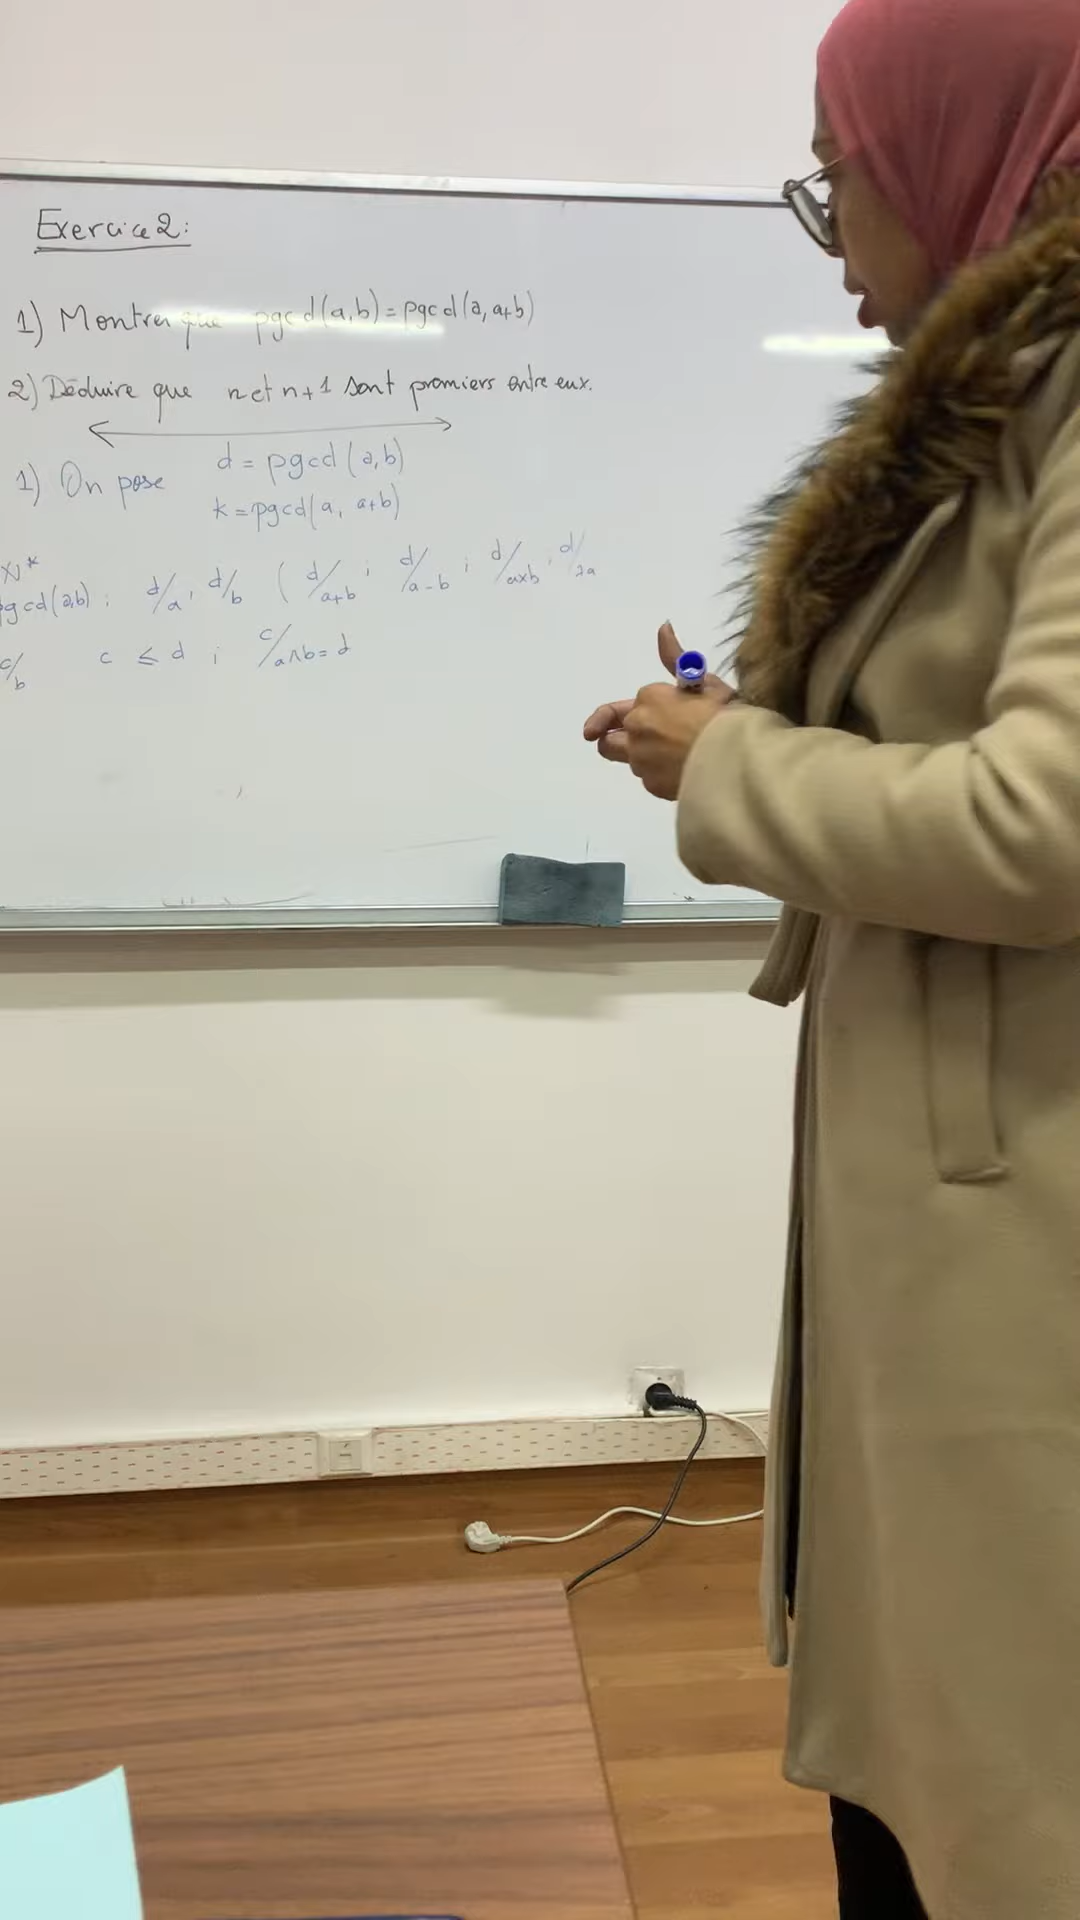 Exercice 2:
1) Montrer que pgcd(a,b) = pgcd(a, a+b)
2) Déduire que n et n+1 sont premiers entre eux.
1) On pose d = pgcd(a,b)
k = pgcd(a, a+b)
N*
pgcd(a,b) : d/a ; d/b ( d/a+b ; d/a-b ; d/axb ; d/2a
c/b c ≤ d ; c/a∧b = d